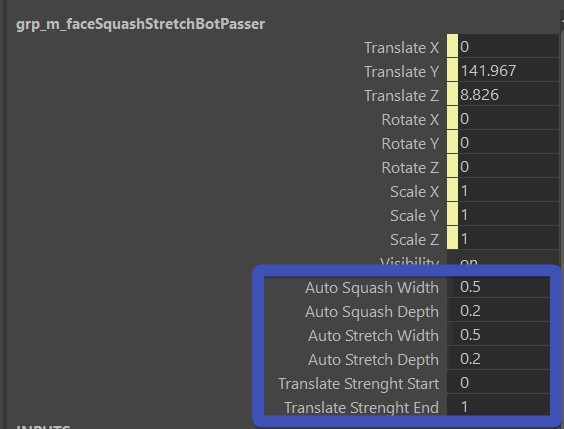 grp_m_faceSquashStretchBotPasser
Translate X 0
Translate Y 141.967
Translate Z 8.826
Rotate X 0
Rotate Y 0
Rotate Z 0
Scale X 1
Scale Y 1
Scale Z 1
Visibility on
Auto Squash Width 0.5
Auto Squash Depth 0.2
Auto Stretch Width 0.5
Auto Stretch Depth 0.2
Translate Strenght Start 0
Translate Strenght End 1
INPUTS